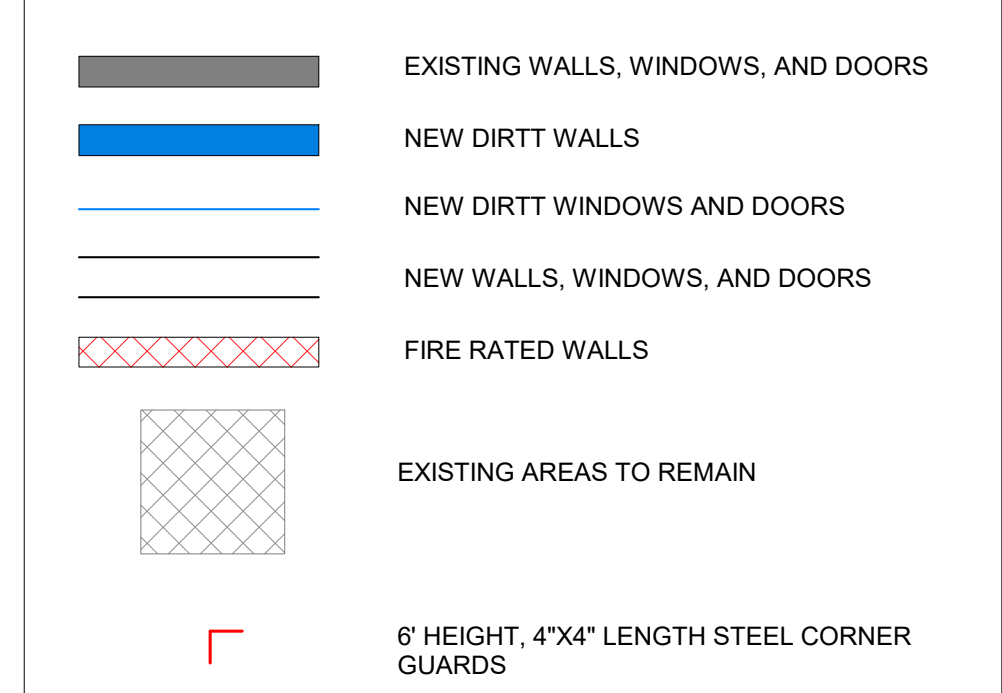 EXISTING WALLS, WINDOWS, AND DOORS
NEW DIRTT WALLS
NEW DIRTT WINDOWS AND DOORS
NEW WALLS, WINDOWS, AND DOORS
FIRE RATED WALLS
EXISTING AREAS TO REMAIN
6' HEIGHT, 4"X4" LENGTH STEEL CORNER
GUARDS